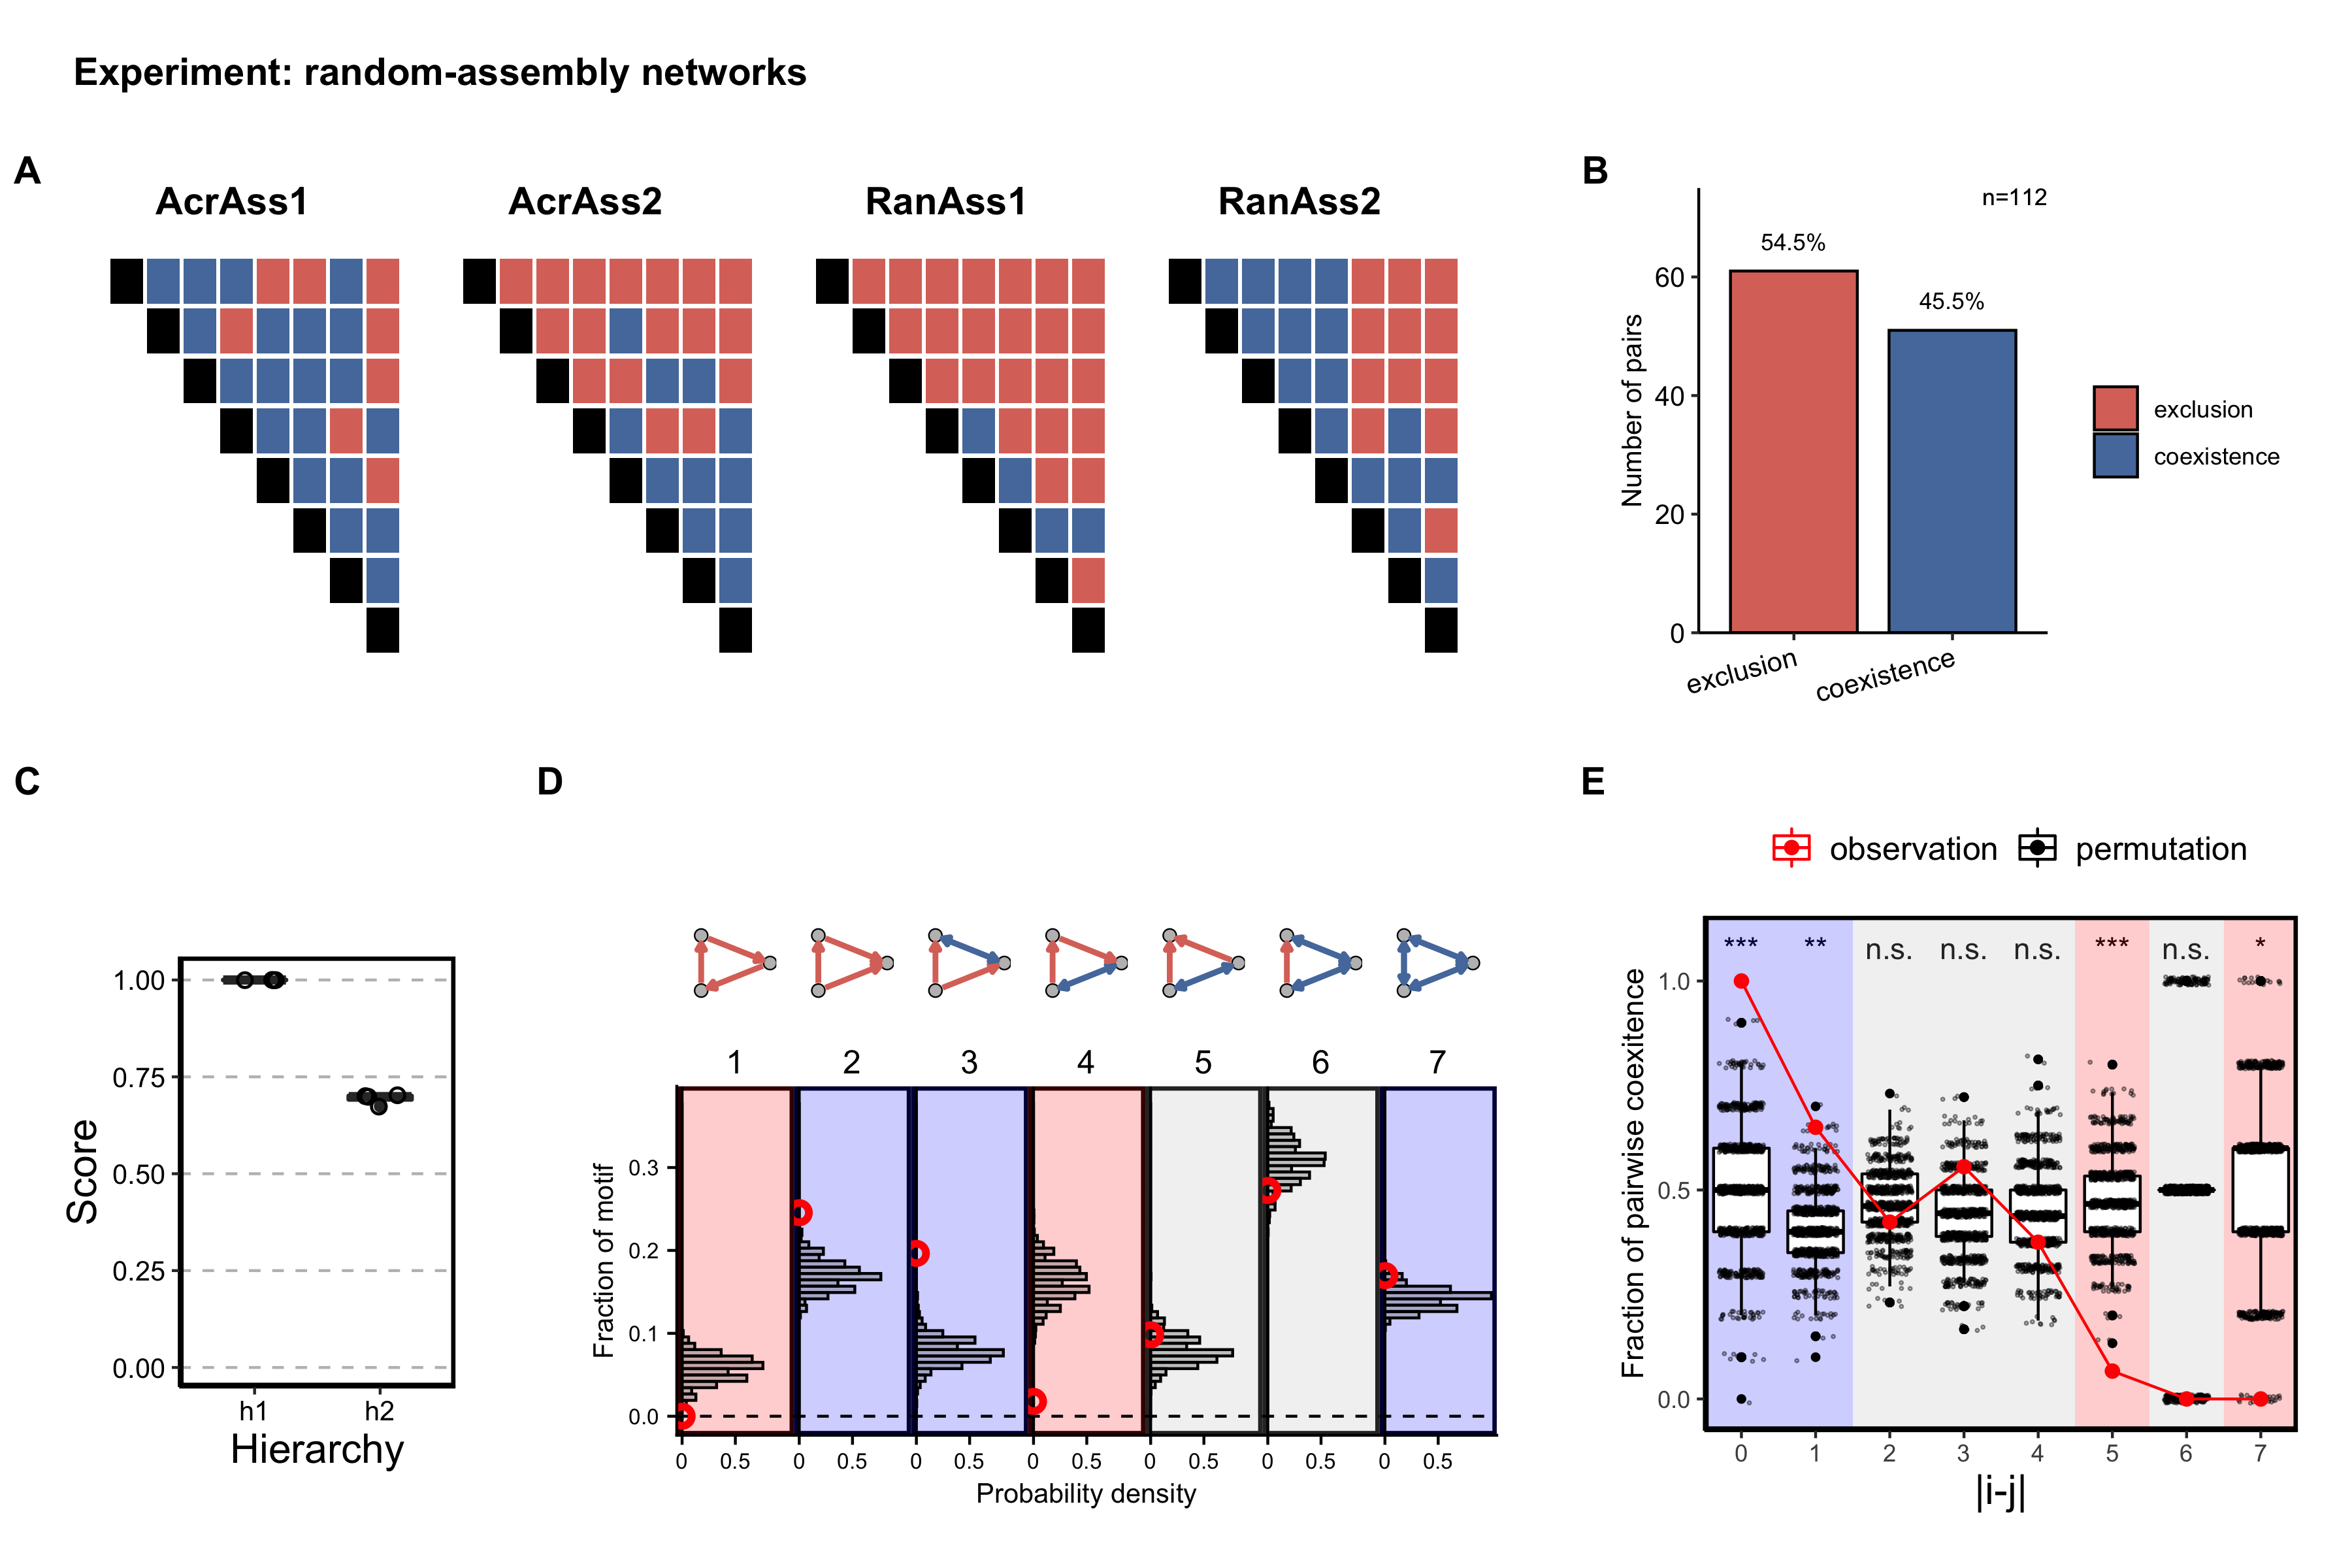 Experiment: random-assembly networks
A
AcrAss1
AcrAss2
RanAss1
RanAss2
B
n=112
54.5%
45.5%
Number of pairs
60
40
20
0
exclusion
coexistence
exclusion
coexistence
C
Score
1.00
0.75
0.50
0.25
0.00
h1
h2
Hierarchy
D
1 2 3 4 5 6 7
Fraction of motif
0.3
0.2
0.1
0.0
0 0.5 0 0.5 0 0.5 0 0.5 0 0.5 0 0.5 0 0.5
Probability density
E
observation
permutation
*** ** n.s. n.s. n.s. *** n.s. *
Fraction of pairwise coexitence
1.0
0.5
0.0
0 1 2 3 4 5 6 7
|i-j|